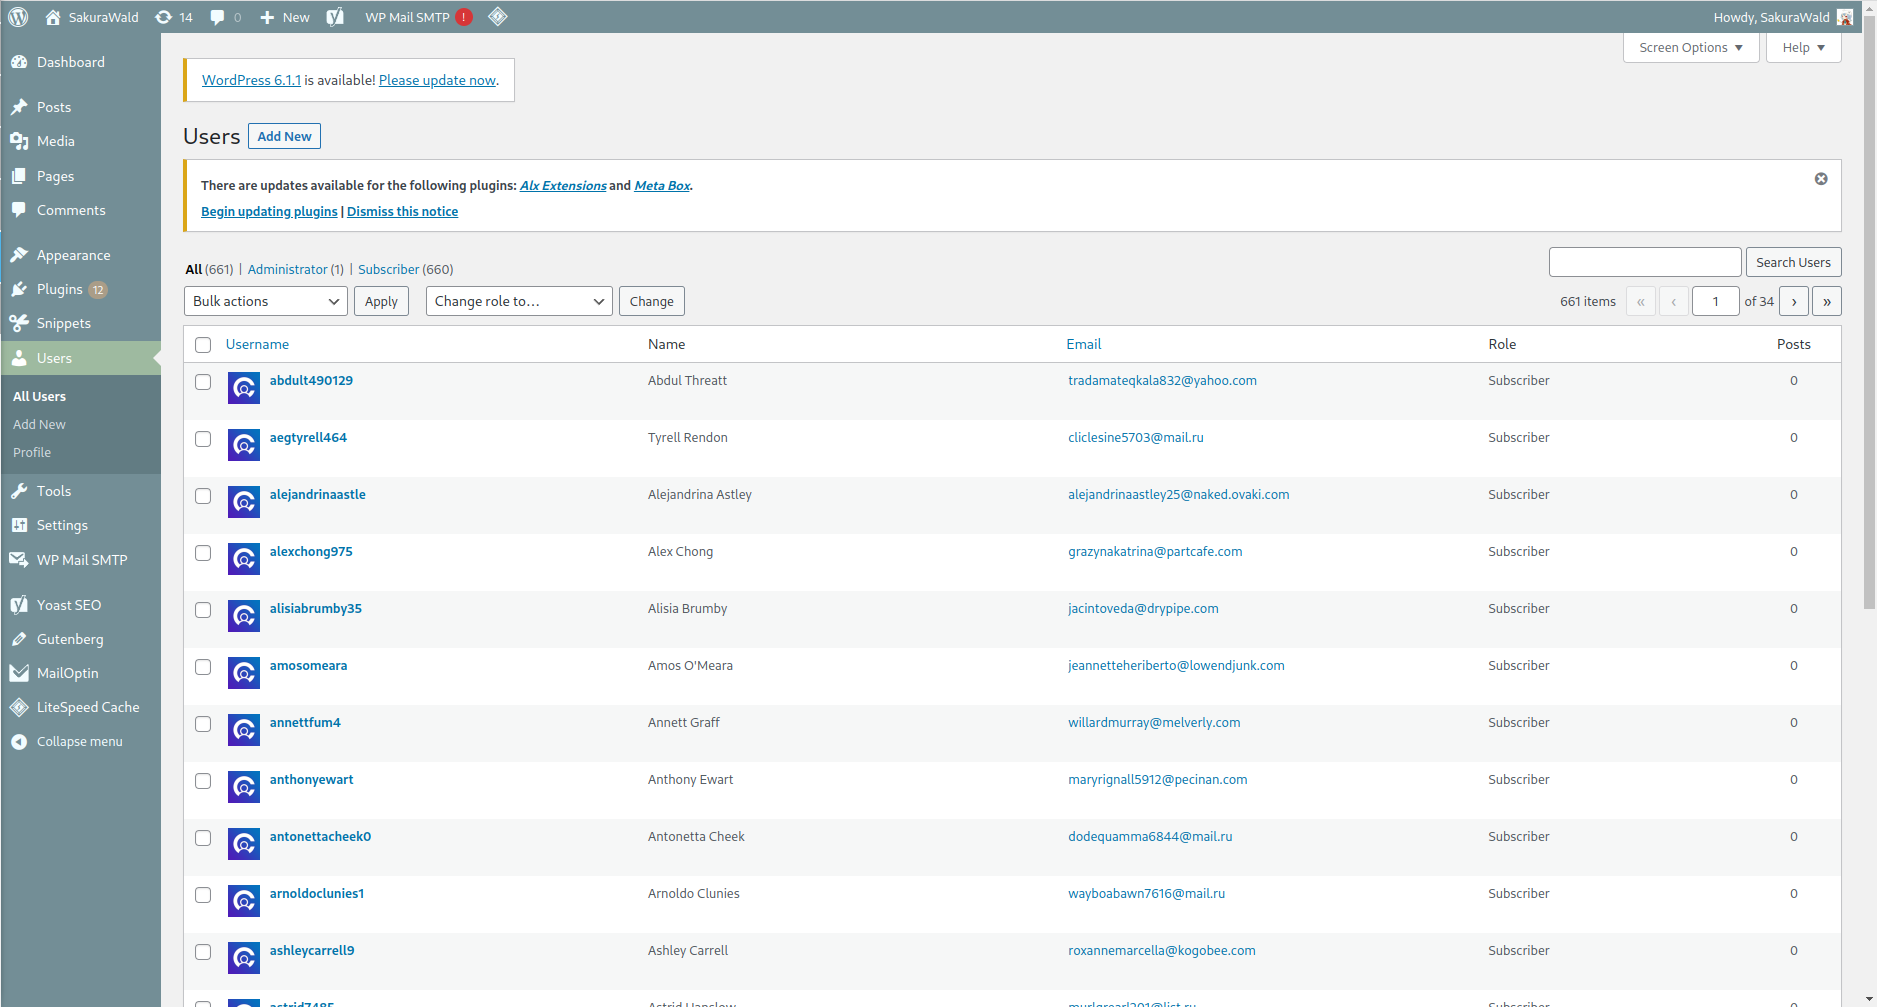 SakuraWald 14 0 New WP Mail SMTP ! Howdy, SakuraWald
Screen Options Help
Dashboard
Posts
Media
Pages
Comments
Appearance
Plugins 12
Snippets
Users
All Users
Add New
Profile
Tools
Settings
WP Mail SMTP
Yoast SEO
Gutenberg
MailOptin
LiteSpeed Cache
Collapse menu
WordPress 6.1.1 is available! Please update now.
Users Add New
There are updates available for the following plugins: Alx Extensions and Meta Box.
Begin updating plugins | Dismiss this notice
All (661) | Administrator (1) | Subscriber (660)
Search Users
Bulk actions Apply Change role to... Change 661 items « ‹ 1 of 34 › »
Username Name Email Role Posts
abdult490129 Abdul Threatt tradamateqkala832@yahoo.com Subscriber 0
aegtyrell464 Tyrell Rendon cliclesine5703@mail.ru Subscriber 0
alejandrinaastle Alejandrina Astley alejandrinaastley25@naked.ovaki.com Subscriber 0
alexchong975 Alex Chong grazynakatrina@partcafe.com Subscriber 0
alisiabrumby35 Alisia Brumby jacintoveda@drypipe.com Subscriber 0
amosomeara Amos O'Meara jeannetteheriberto@lowendjunk.com Subscriber 0
annettfum4 Annett Graff willardmurray@melverly.com Subscriber 0
anthonyewart Anthony Ewart maryrignall5912@pecinan.com Subscriber 0
antonettacheek0 Antonetta Cheek dodequamma6844@mail.ru Subscriber 0
arnoldoclunies1 Arnoldo Clunies wayboabawn7616@mail.ru Subscriber 0
ashleycarrell9 Ashley Carrell roxannemarcella@kogobee.com Subscriber 0